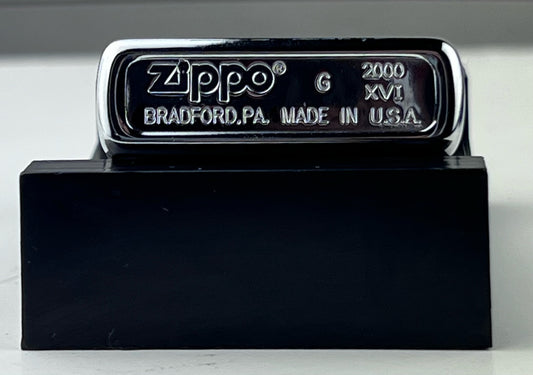 Zippo® G 2000
XVI
BRADFORD,PA. MADE IN U.S.A.